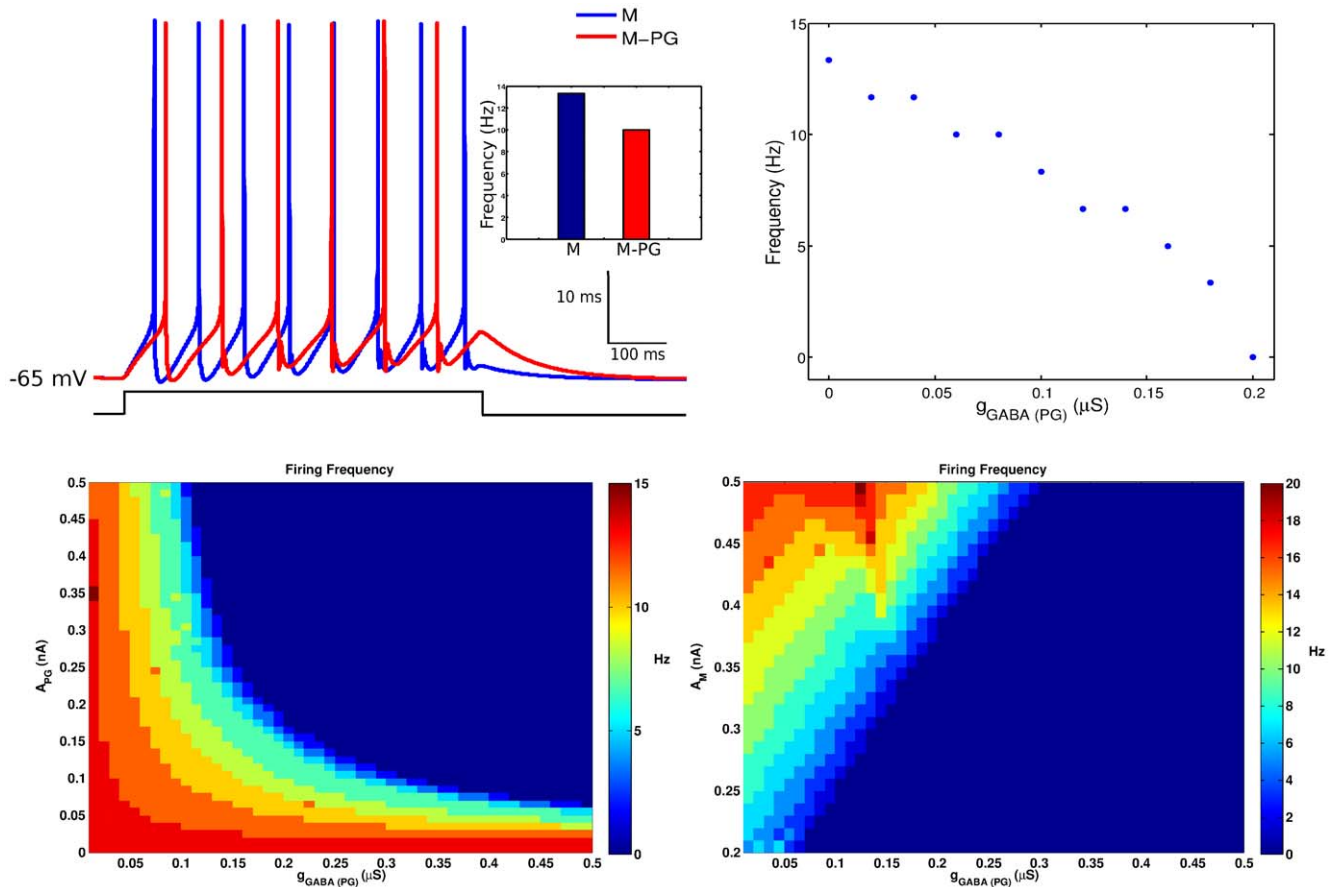 M
M-PG
14
12
10
8
6
4
2
0
Frequency (Hz)
M M-PG
10 ms
100 ms
-65 mV
15
10
5
0
Frequency (Hz)
0 0.05 0.1 0.15 0.2
gGABA (PG) (μS)
Firing Frequency
0.5
0.45
0.4
0.35
0.3
0.25
0.2
0.15
0.1
0.05
0
APG (nA)
0.05 0.1 0.15 0.2 0.25 0.3 0.35 0.4 0.45 0.5
gGABA (PG) (μS)
15
10
5
0
Hz
Firing Frequency
0.5
0.45
0.4
0.35
0.3
0.25
0.2
AM (nA)
0.05 0.1 0.15 0.2 0.25 0.3 0.35 0.4 0.45 0.5
gGABA (PG) (μS)
20
18
16
14
12
10
8
6
4
2
0
Hz